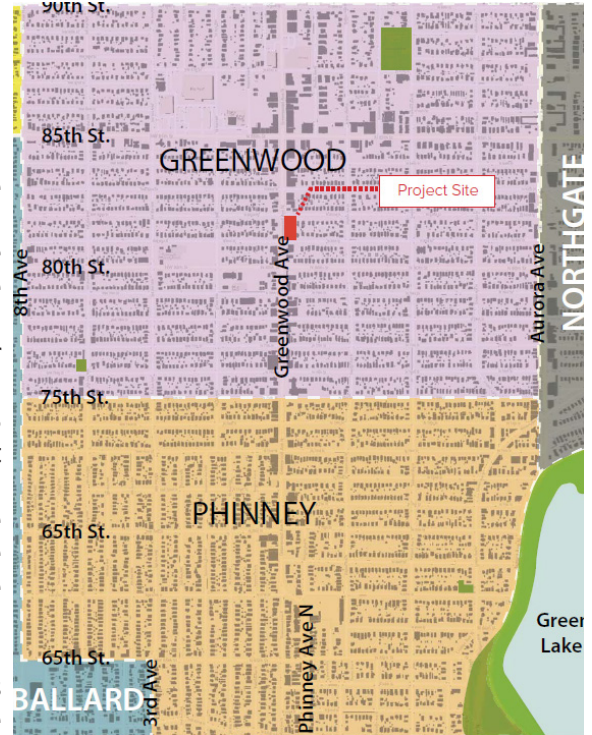 90th St.
85th St.
GREENWOOD
Project Site
NORTHGATE
8th Ave
80th St.
Greenwood Ave
Aurora Ave
75th St.
PHINNEY
65th St.
Green
Lake
65th St.
BALLARD
3rd Ave
Phinney Ave N